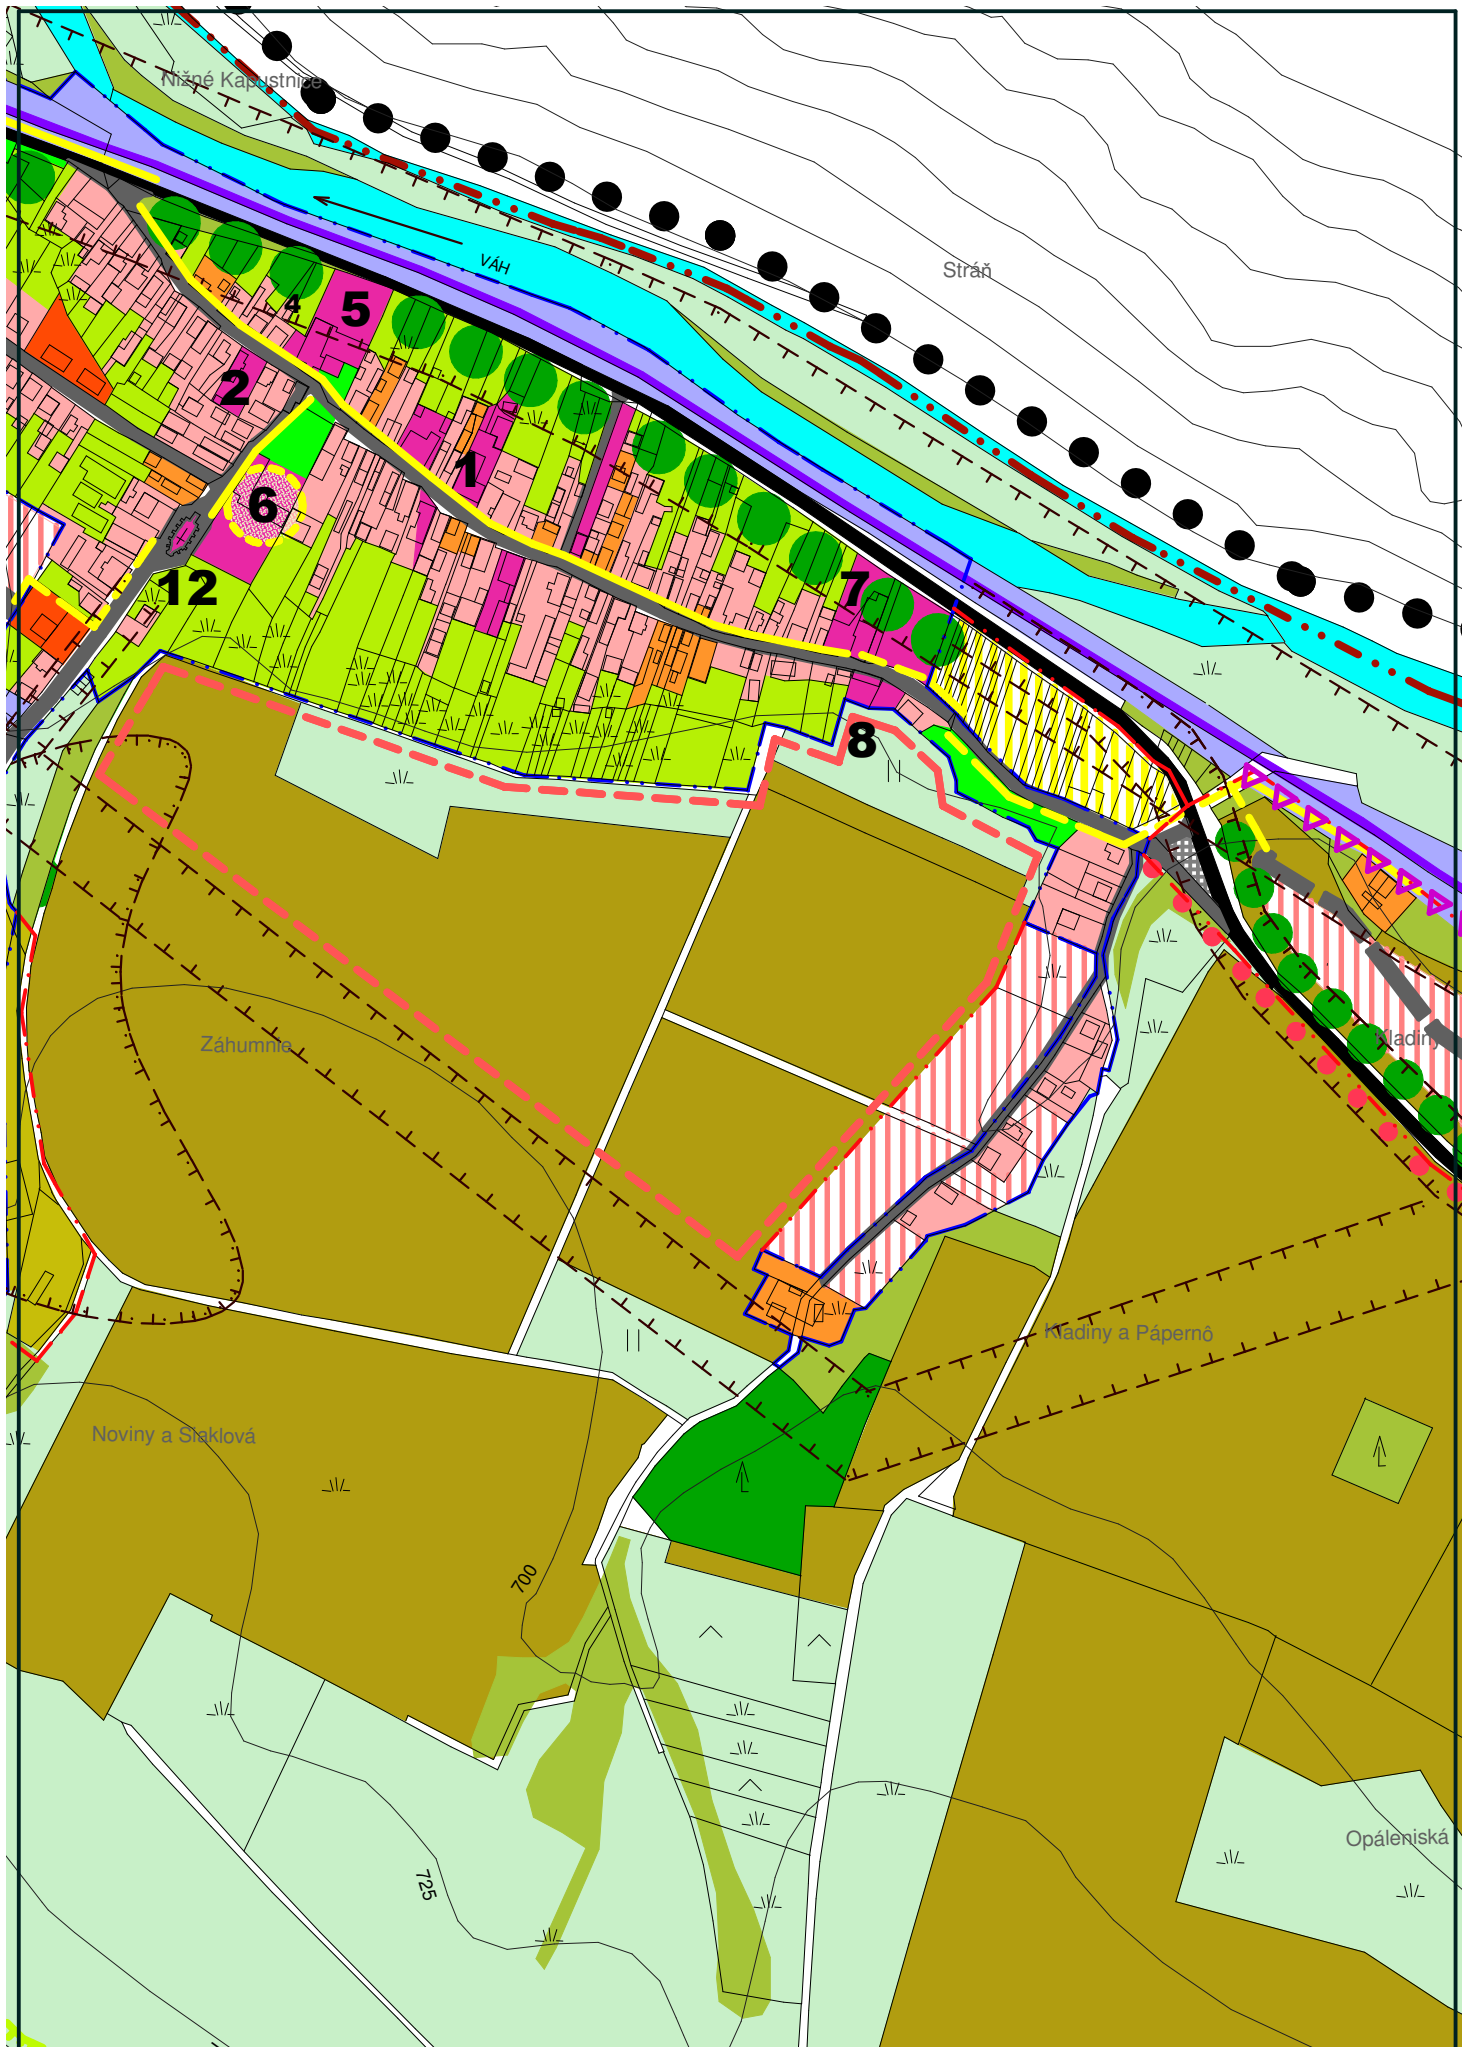 Nižné Kapustnice
VÁH
Stráň
4
5
2
1
6
12
7
8
Záhumnie
Kladiny
Kladiny a Pápernô
Noviny a Slaklová
700
725
Opáleniská